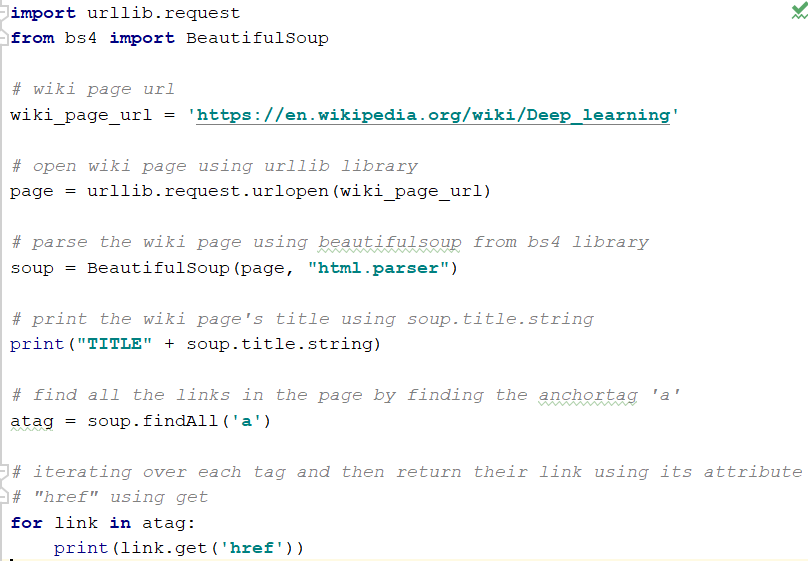 import urllib.request
from bs4 import BeautifulSoup
# wiki page url
wiki_page_url = 'https://en.wikipedia.org/wiki/Deep_learning'
# open wiki page using urllib library
page = urllib.request.urlopen(wiki_page_url)
# parse the wiki page using beautifulsoup from bs4 library
soup = BeautifulSoup(page, "html.parser")
# print the wiki page's title using soup.title.string
print("TITLE" + soup.title.string)
# find all the links in the page by finding the anchortag 'a'
atag = soup.findAll('a')
# iterating over each tag and then return their link using its attribute
# "href" using get
for link in atag:
    print(link.get('href'))